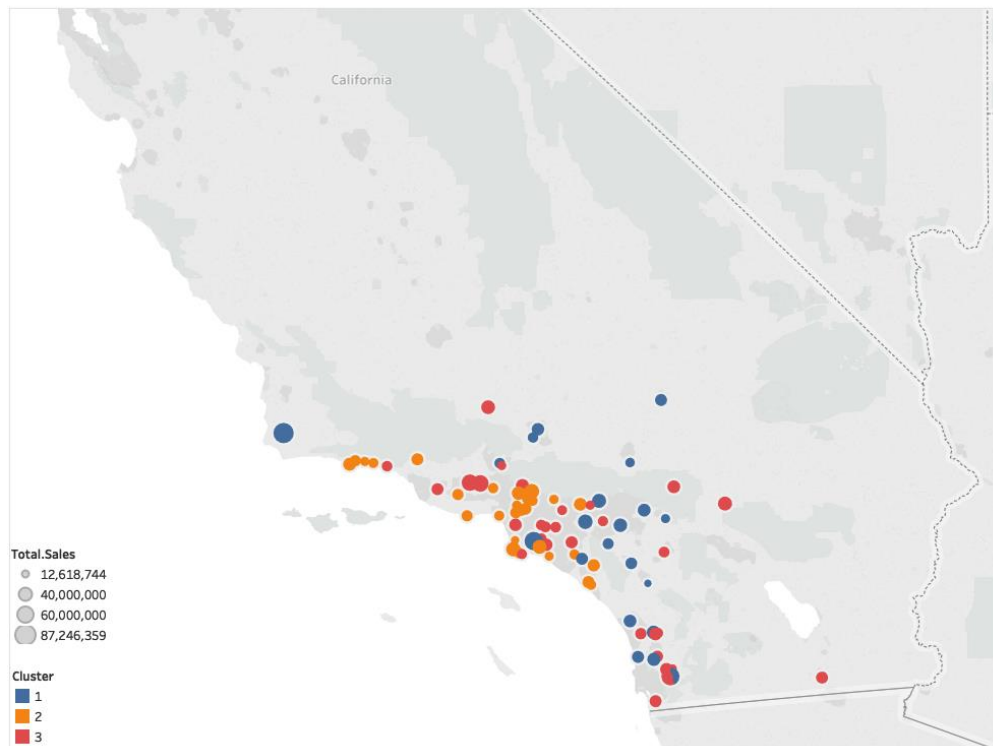 California
Total.Sales
12,618,744
40,000,000
60,000,000
87,246,359
Cluster
1
2
3